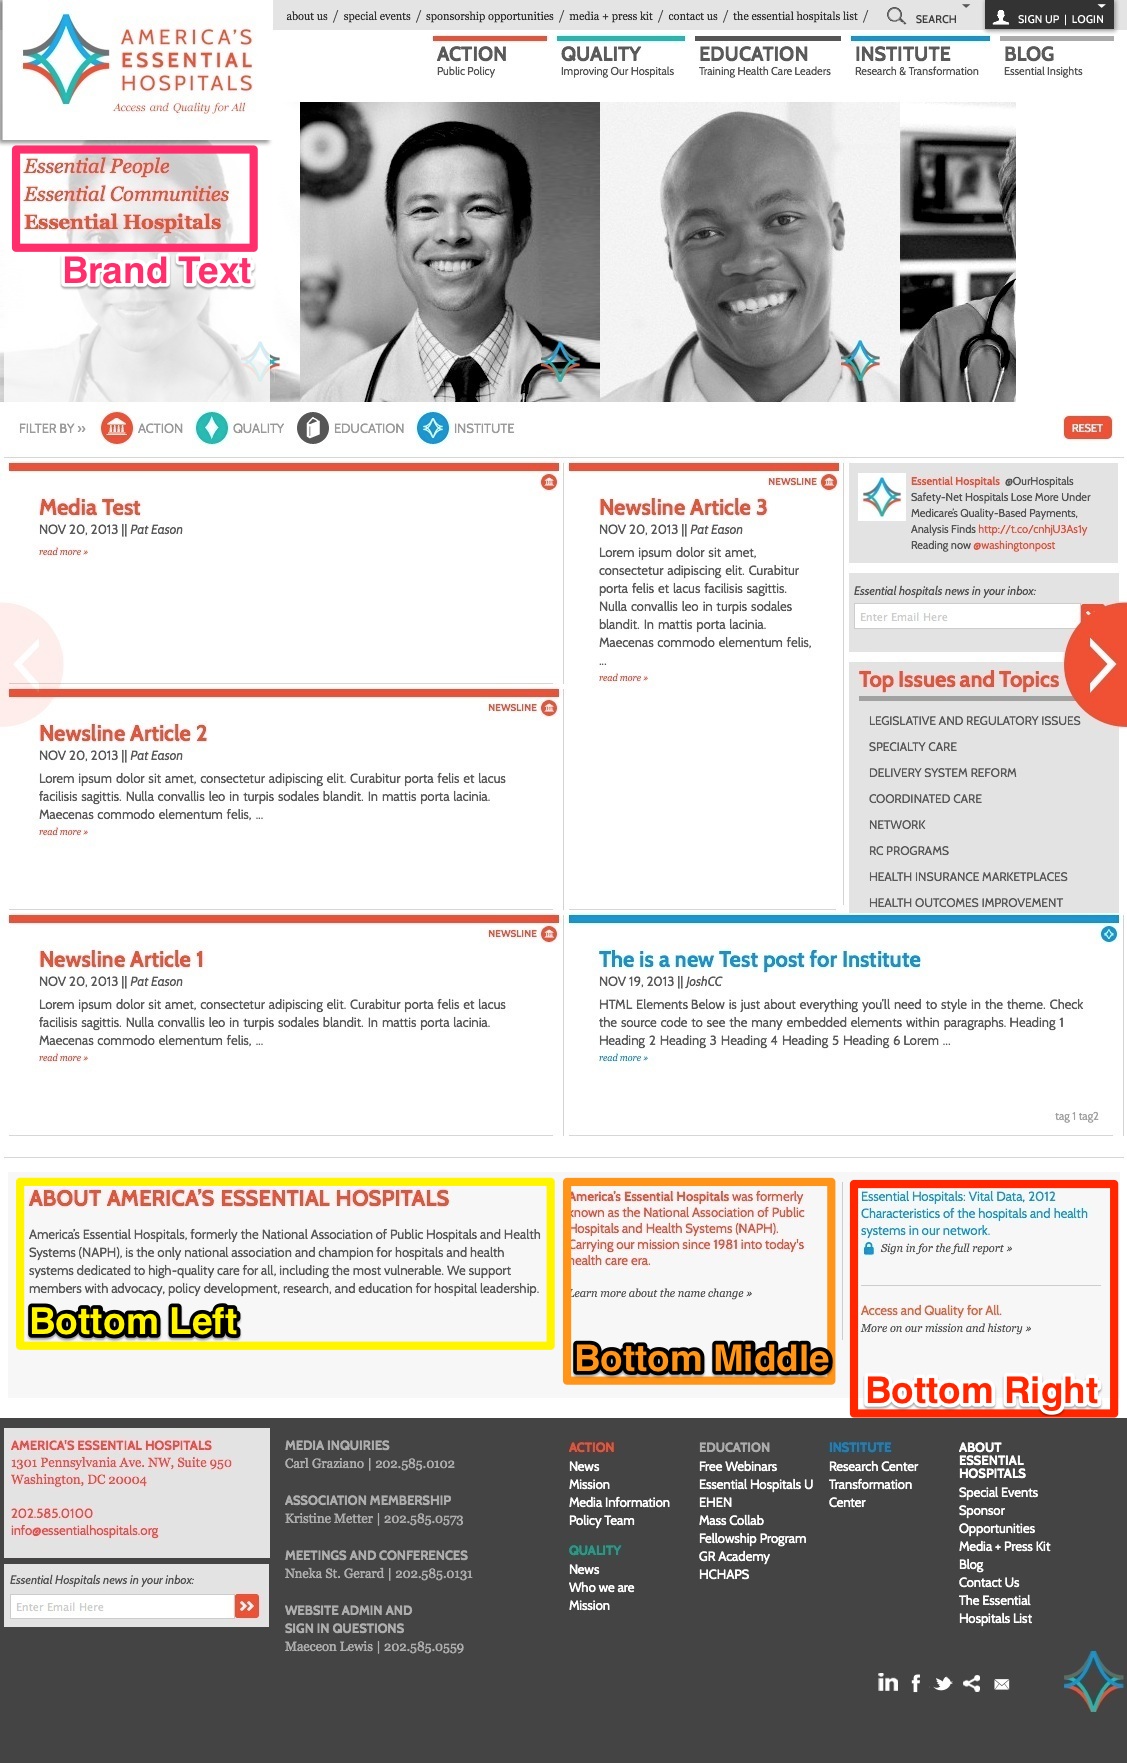 about us / special events / sponsorship opportunities / media + press kit / contact us / the essential hospitals list /
SEARCH
SIGN UP | LOGIN
AMERICA'S
ESSENTIAL
HOSPITALS
Access and Quality for All
ACTION
Public Policy
QUALITY
Improving Our Hospitals
EDUCATION
Training Health Care Leaders
INSTITUTE
Research & Transformation
BLOG
Essential Insights
Essential People
Essential Communities
Essential Hospitals
Brand Text
FILTER BY »
ACTION
QUALITY
EDUCATION
INSTITUTE
RESET
Media Test
NOV 20, 2013 || Pat Eason
read more »
NEWSLINE
Newsline Article 3
NOV 20, 2013 || Pat Eason
Lorem ipsum dolor sit amet,
consectetur adipiscing elit. Curabitur
porta felis et lacus facilisis sagittis.
Nulla convallis leo in turpis sodales
blandit. In mattis porta lacinia.
Maecenas commodo elementum felis,
...
read more »
Essential Hospitals @OurHospitals
Safety-Net Hospitals Lose More Under
Medicare's Quality-Based Payments,
Analysis Finds http://t.co/cnhjU3As1y
Reading now @washingtonpost
Essential hospitals news in your inbox:
Enter Email Here
Top Issues and Topics
LEGISLATIVE AND REGULATORY ISSUES
SPECIALTY CARE
DELIVERY SYSTEM REFORM
COORDINATED CARE
NETWORK
RC PROGRAMS
HEALTH INSURANCE MARKETPLACES
HEALTH OUTCOMES IMPROVEMENT
NEWSLINE
Newsline Article 2
NOV 20, 2013 || Pat Eason
Lorem ipsum dolor sit amet, consectetur adipiscing elit. Curabitur porta felis et lacus
facilisis sagittis. Nulla convallis leo in turpis sodales blandit. In mattis porta lacinia.
Maecenas commodo elementum felis, ...
read more »
NEWSLINE
Newsline Article 1
NOV 20, 2013 || Pat Eason
Lorem ipsum dolor sit amet, consectetur adipiscing elit. Curabitur porta felis et lacus
facilisis sagittis. Nulla convallis leo in turpis sodales blandit. In mattis porta lacinia.
Maecenas commodo elementum felis, ...
read more »
The is a new Test post for Institute
NOV 19, 2013 || JoshCC
HTML Elements Below is just about everything you'll need to style in the theme. Check
the source code to see the many embedded elements within paragraphs. Heading 1
Heading 2 Heading 3 Heading 4 Heading 5 Heading 6 Lorem ...
read more »
tag 1 tag2
ABOUT AMERICA'S ESSENTIAL HOSPITALS
America's Essential Hospitals, formerly the National Association of Public Hospitals and Health
Systems (NAPH), is the only national association and champion for hospitals and health
systems dedicated to high-quality care for all, including the most vulnerable. We support
members with advocacy, policy development, research, and education for hospital leadership.
Bottom Left
America's Essential Hospitals was formerly
known as the National Association of Public
Hospitals and Health Systems (NAPH).
Carrying our mission since 1981 into today's
health care era.
Learn more about the name change »
Bottom Middle
Essential Hospitals: Vital Data, 2012
Characteristics of the hospitals and health
systems in our network.
Sign in for the full report »
Access and Quality for All.
More on our mission and history »
Bottom Right
AMERICA'S ESSENTIAL HOSPITALS
1301 Pennsylvania Ave. NW, Suite 950
Washington, DC 20004
202.585.0100
info@essentialhospitals.org
Essential Hospitals news in your inbox:
Enter Email Here
»
MEDIA INQUIRIES
Carl Graziano | 202.585.0102
ASSOCIATION MEMBERSHIP
Kristine Metter | 202.585.0573
MEETINGS AND CONFERENCES
Nneka St. Gerard | 202.585.0131
WEBSITE ADMIN AND
SIGN IN QUESTIONS
Maeceon Lewis | 202.585.0559
ACTION
News
Mission
Media Information
Policy Team
QUALITY
News
Who we are
Mission
EDUCATION
Free Webinars
Essential Hospitals U
EHEN
Mass Collab
Fellowship Program
GR Academy
HCHAPS
INSTITUTE
Research Center
Transformation
Center
ABOUT
ESSENTIAL
HOSPITALS
Special Events
Sponsor
Opportunities
Media + Press Kit
Blog
Contact Us
The Essential
Hospitals List
in f